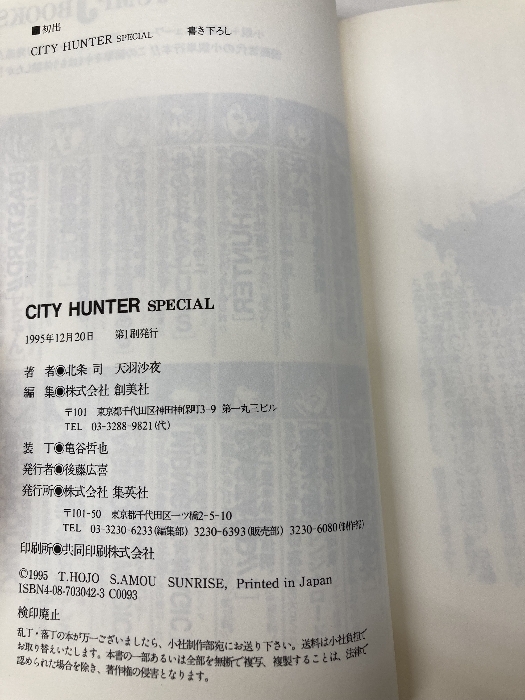 ■初出
CITY HUNTER SPECIAL 書き下ろし
CITY HUNTER SPECIAL
1995年12月20日 第1刷発行
著 者◉北条 司 天羽沙夜
編 集◉株式会社 創美社
〒101 東京都千代田区神田神保町3-9 第一丸三ビル
TEL 03-3288-9821(代)
装 丁◉亀谷哲也
発行者◉後藤広喜
発行所◉株式会社 集英社
〒101-50 東京都千代田区一ツ橋2-5-10
TEL 03-3230-6233(編集部) 3230-6393(販売部) 3230-6080(制作部)
印刷所◉共同印刷株式会社
©1995 T.HOJO S.AMOU SUNRISE, Printed in Japan
ISBN4-08-703042-3 C0093
検印廃止
乱丁・落丁の本が万一ございましたら、小社制作部宛にお送り下さい。送料は小社負担で
お取り替えいたします。本書の一部あるいは全部を無断で複写、複製することは、法律で
認められた場合を除き、著作権の侵害となります。